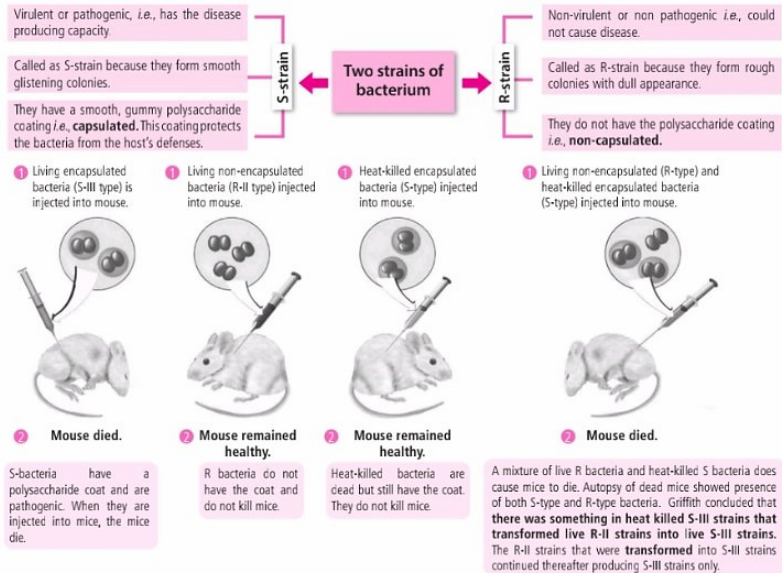 Virulent or pathogenic, i.e., has the disease
producing capacity.
Called as S-strain because they form smooth
glistening colonies.
They have a smooth, gummy polysaccharide
coating i.e., capsulated. This coating protects
the bacteria from the host's defenses.
S-strain
Two strains of
bacterium
R-strain
Non-virulent or non pathogenic i.e., could
not cause disease.
Called as R-strain because they form rough
colonies with dull appearance.
They do not have the polysaccharide coating
i.e., non-capsulated.
1 Living encapsulated
bacteria (S-III type) is
injected into mouse.
2 Mouse died.
S-bacteria have a
polysaccharide coat and are
pathogenic. When they are
injected into mice, the mice
die.
1 Living non-encapsulated
bacteria (R-II type) injected
into mouse.
2 Mouse remained
healthy.
R bacteria do not
have the coat and
do not kill mice.
1 Heat-killed encapsulated
bacteria (S-type) injected
into mouse.
2 Mouse remained
healthy.
Heat-killed bacteria are
dead but still have the coat.
They do not kill mice.
1 Living non-encapsulated (R-type) and
heat-killed encapsulated bacteria
(S-type) injected into mouse.
2 Mouse died.
A mixture of live R bacteria and heat-killed S bacteria does
cause mice to die. Autopsy of dead mice showed presence
of both S-type and R-type bacteria. Griffith concluded that
there was something in heat killed S-III strains that
transformed live R-II strains into live S-III strains.
The R-II strains that were transformed into S-III strains
continued thereafter producing S-III strains only.